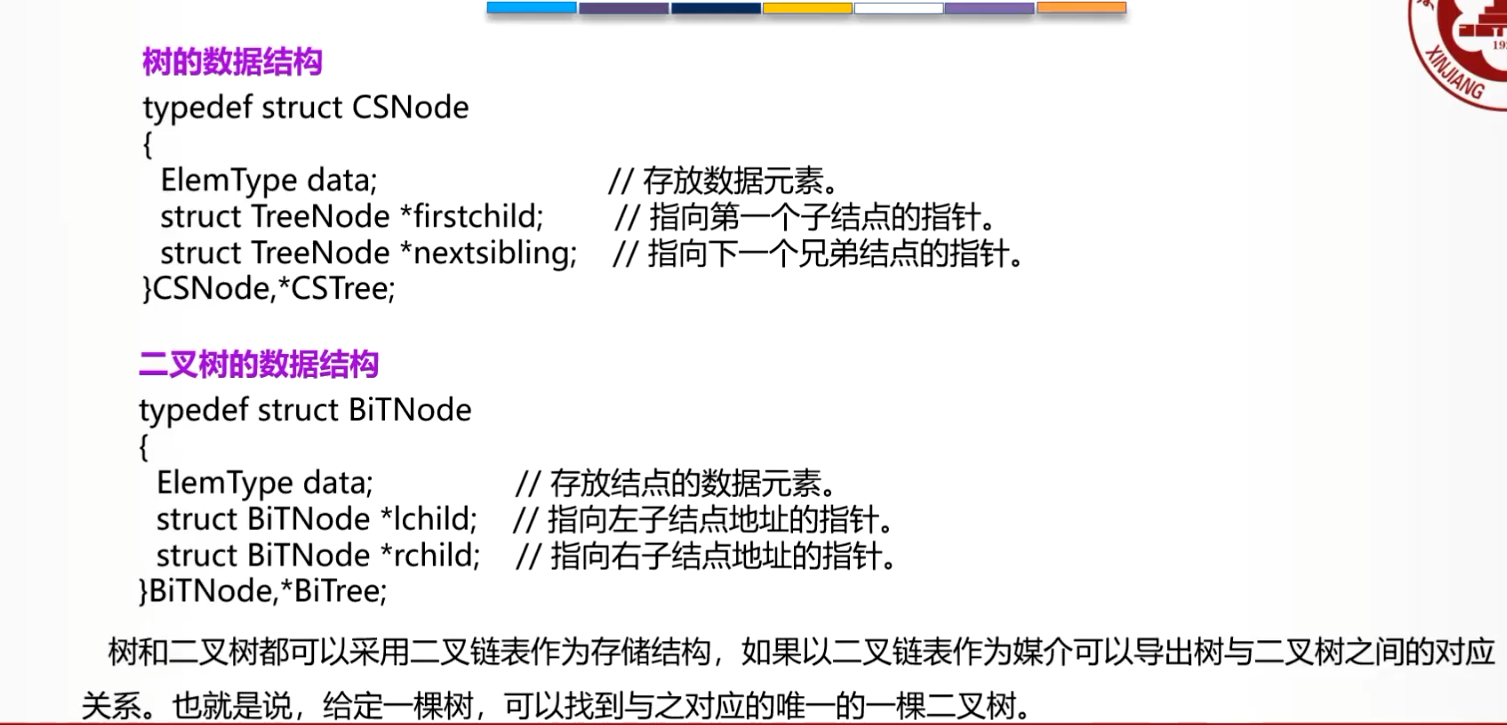 XINJIANG
树的数据结构
typedef struct CSNode
{
ElemType data; // 存放数据元素。
struct TreeNode *firstchild; // 指向第一个子结点的指针。
struct TreeNode *nextsibling; // 指向下一个兄弟结点的指针。
}CSNode,*CSTree;
二叉树的数据结构
typedef struct BiTNode
{
ElemType data; // 存放结点的数据元素。
struct BiTNode *lchild; // 指向左子结点地址的指针。
struct BiTNode *rchild; // 指向右子结点地址的指针。
}BiTNode,*BiTree;
树和二叉树都可以采用二叉链表作为存储结构，如果以二叉链表作为媒介可以导出树与二叉树之间的对应
关系。也就是说，给定一棵树，可以找到与之对应的唯一的一棵二叉树。